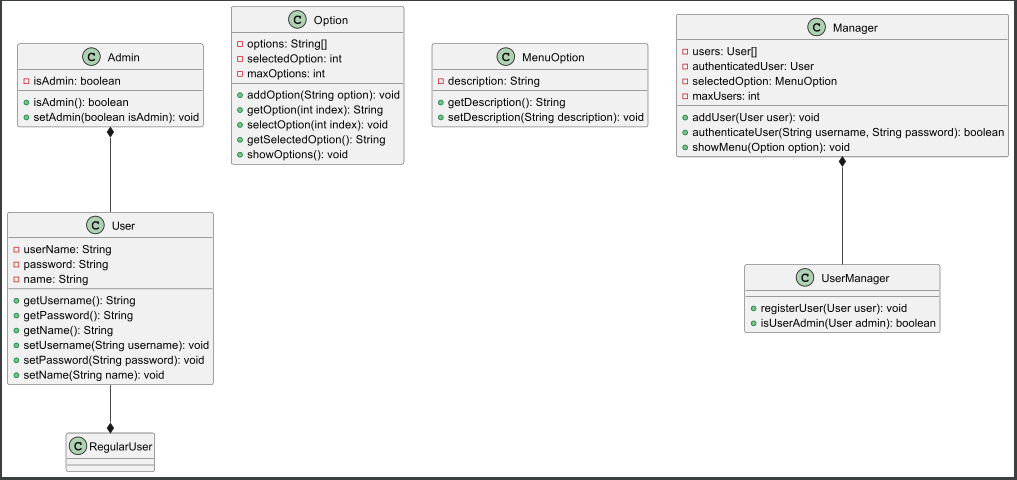 C Admin
isAdmin: boolean
isAdmin(): boolean
setAdmin(boolean isAdmin): void
C Option
options: String[]
selectedOption: int
maxOptions: int
addOption(String option): void
getOption(int index): String
selectOption(int index): void
getSelectedOption(): String
showOptions(): void
C MenuOption
description: String
getDescription(): String
setDescription(String description): void
C Manager
users: User[]
authenticatedUser: User
selectedOption: MenuOption
maxUsers: int
addUser(User user): void
authenticateUser(String username, String password): boolean
showMenu(Option option): void
C User
userName: String
password: String
name: String
getUsername(): String
getPassword(): String
getName(): String
setUsername(String username): void
setPassword(String password): void
setName(String name): void
C UserManager
registerUser(User user): void
isUserAdmin(User admin): boolean
C RegularUser